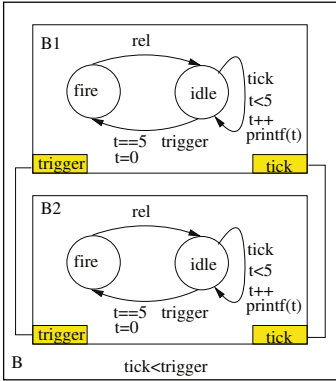 B1
rel
fire
idle
tick
t<5
t++
printf(t)
t==5 trigger
t=0
trigger
tick
B2
rel
fire
idle
tick
t<5
t++
printf(t)
t==5 trigger
t=0
trigger
tick
B
tick<trigger